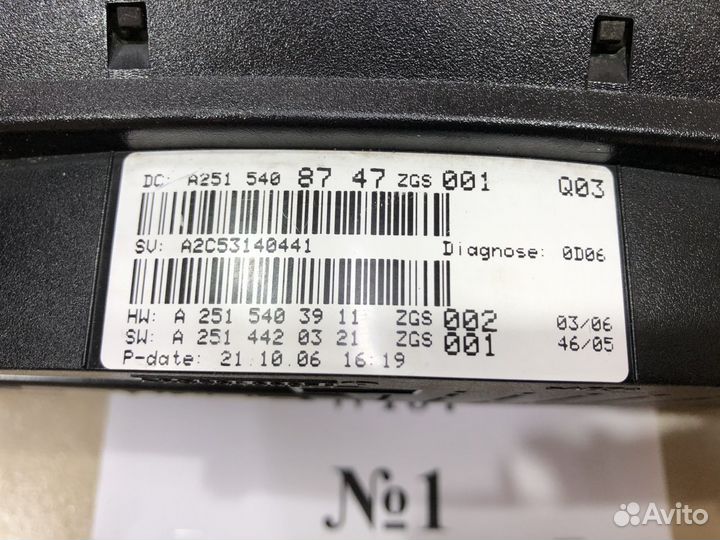 DC: A251 540 87 47 ZGS 001 Q03
SV: A2C53140441 Diagnose: 0D06
HW: A 251 540 39 11 ZGS 002 03/06
SW: A 251 442 03 21 ZGS 001 46/05
P-date: 21.10.06 16:19
№1
Avito